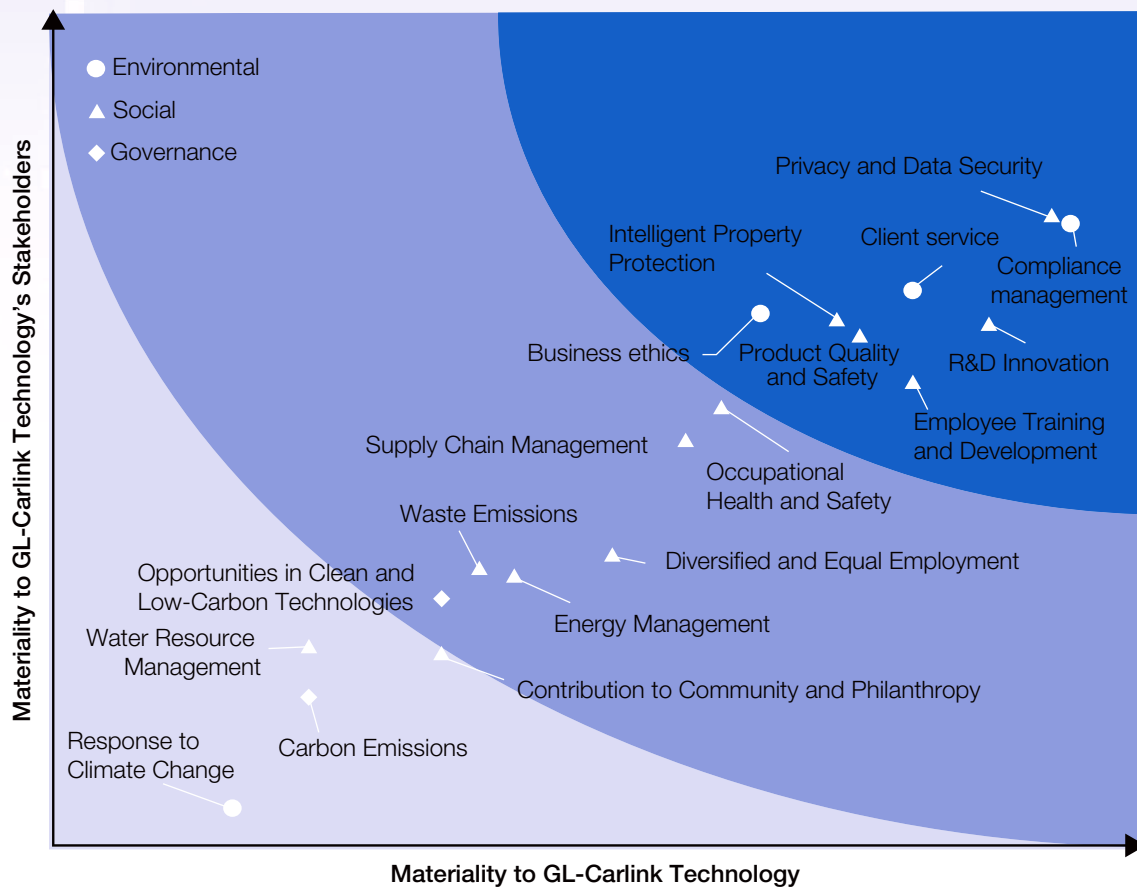 Environmental
Social
Governance
Materiality to GL-Carlink Technology's Stakeholders
Privacy and Data Security
Intelligent Property
Protection
Client service
Compliance
management
Business ethics
Product Quality
and Safety
R&D Innovation
Employee Training
and Development
Supply Chain Management
Occupational
Health and Safety
Waste Emissions
Diversified and Equal Employment
Opportunities in Clean and
Low-Carbon Technologies
Energy Management
Water Resource
Management
Contribution to Community and Philanthropy
Carbon Emissions
Response to
Climate Change
Materiality to GL-Carlink Technology